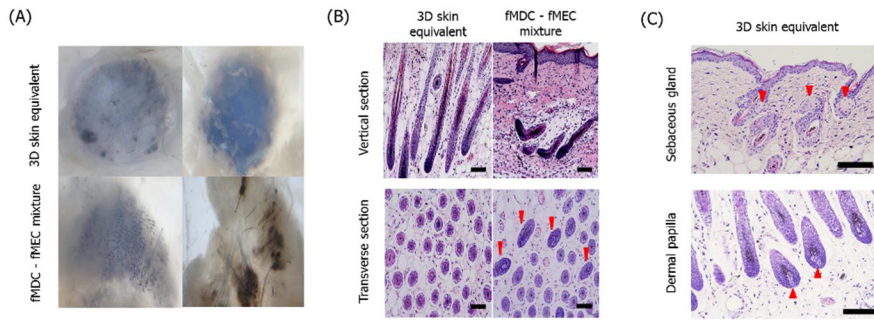 (A)
3D skin equivalent
fMDC - fMEC mixture
(B)
3D skin
equivalent
fMDC - fMEC
mixture
Vertical section
Transverse section
(C)
3D skin equivalent
Sebaceous gland
Dermal papilla